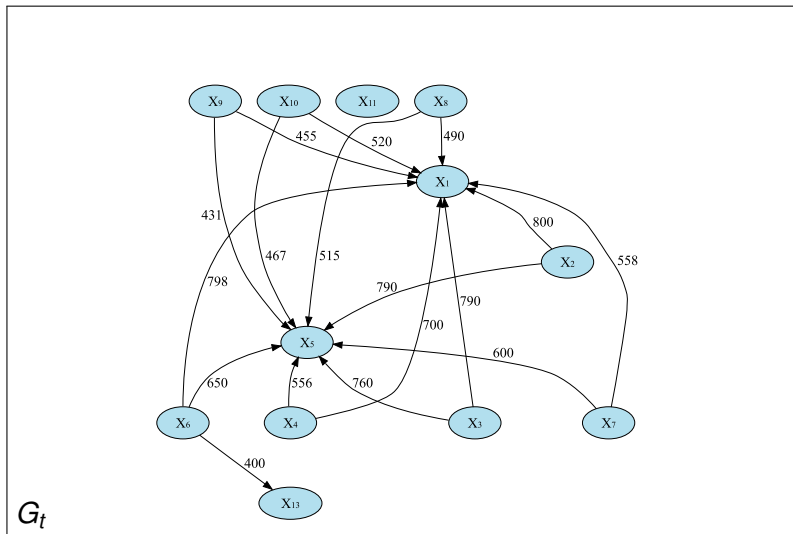 X₉ X₁₀ X₁₁ X₈
455 520 490
X₁
431 467 515 800 558
X₂
798 790 790
700
X₅
600
650 556 760
X₆ X₄ X₃ X₇
400
X₁₃
Gₜ